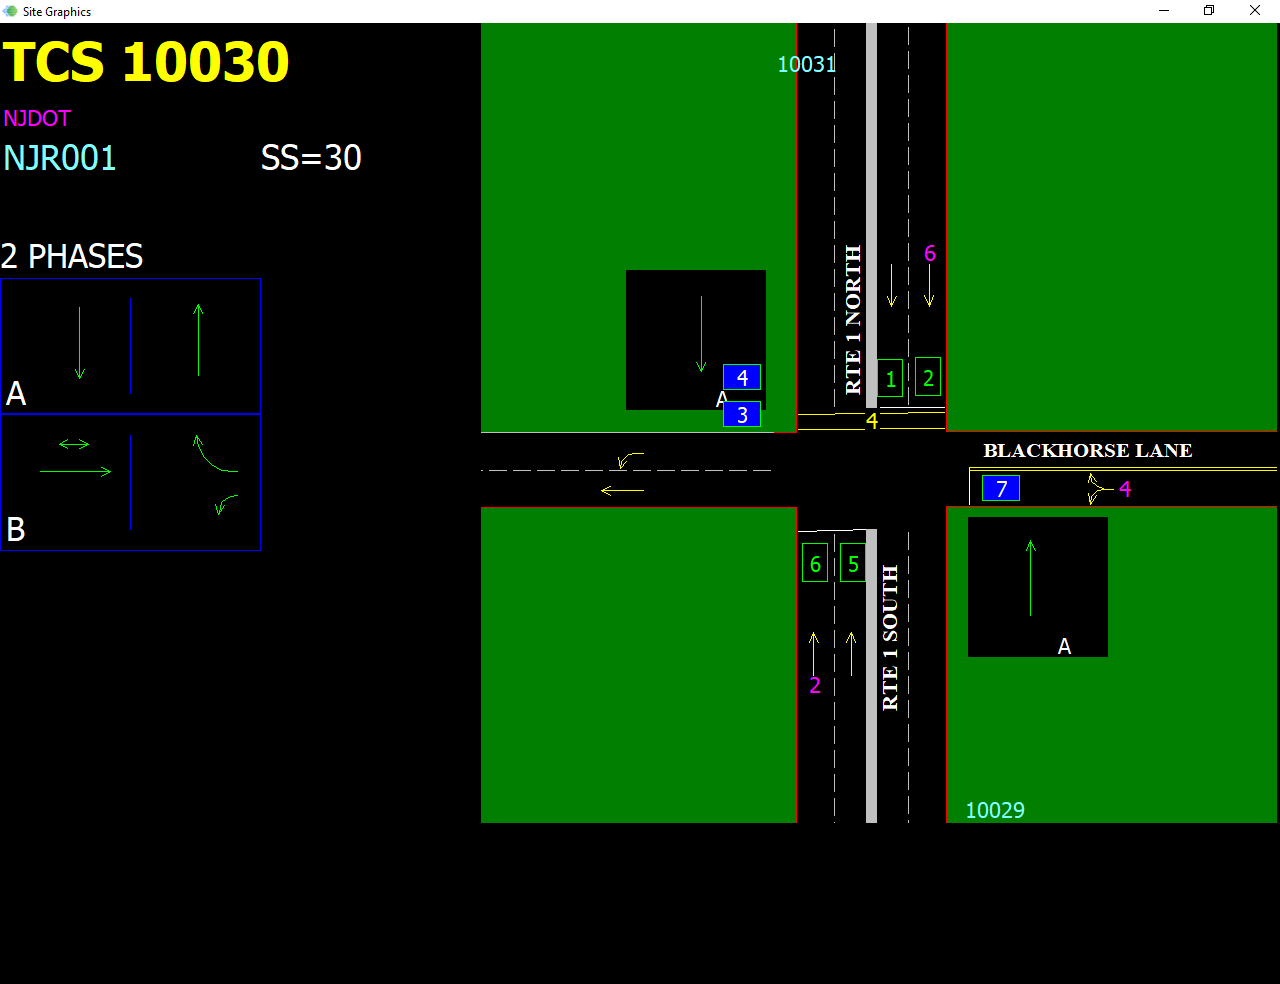 Site Graphics
TCS 10030
NJDOT
NJR001 SS=30
2 PHASES
A
B
10031
RTE 1 NORTH
6
1 2
4
A
3
4
BLACKHORSE LANE
7 4
6 5
RTE 1 SOUTH
2
A
10029